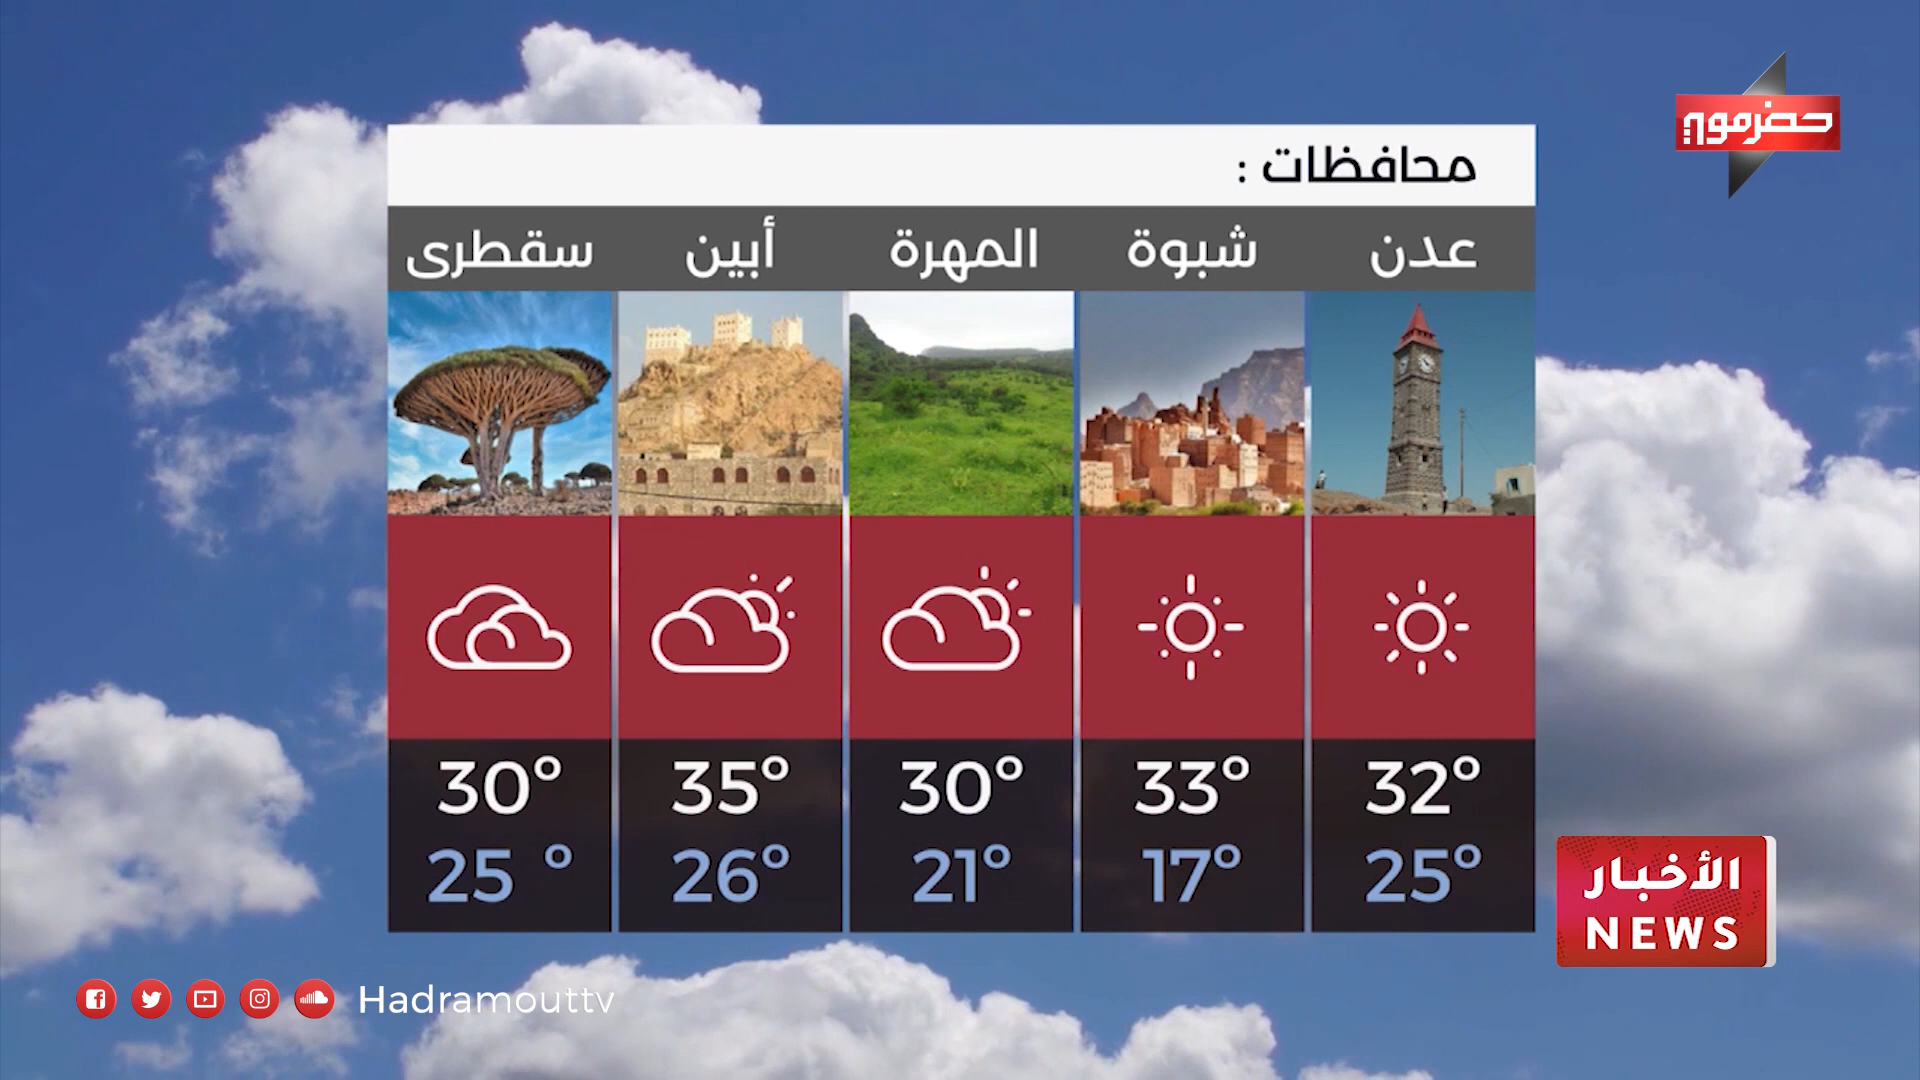 حضرموت
محافظات :
عدن شبوة المهرة أبين سقطرى
32° 33° 30° 35° 30°
25° 17° 21° 26° 25 °
الأخبار
NEWS
Hadramouttv